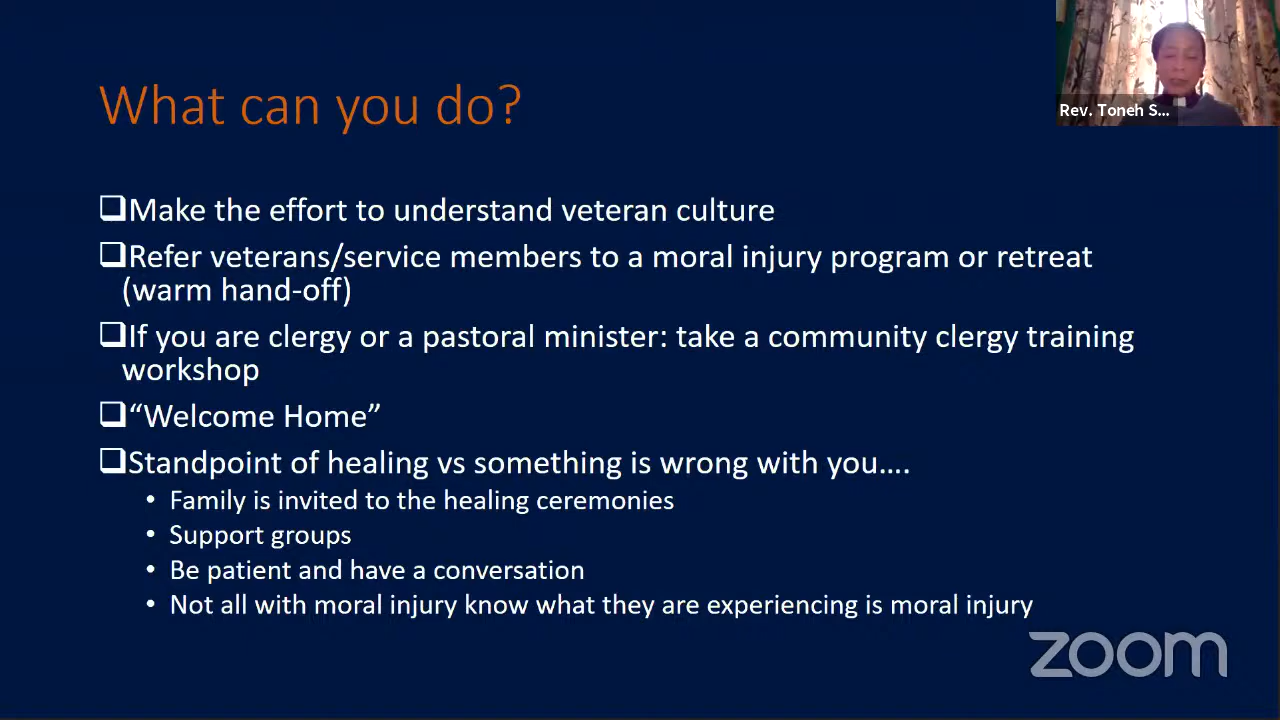 What can you do?
Rev. Toneh S...
❑Make the effort to understand veteran culture
❑Refer veterans/service members to a moral injury program or retreat
(warm hand-off)
❑If you are clergy or a pastoral minister: take a community clergy training
workshop
❑“Welcome Home”
❑Standpoint of healing vs something is wrong with you….
• Family is invited to the healing ceremonies
• Support groups
• Be patient and have a conversation
• Not all with moral injury know what they are experiencing is moral injury
zoom